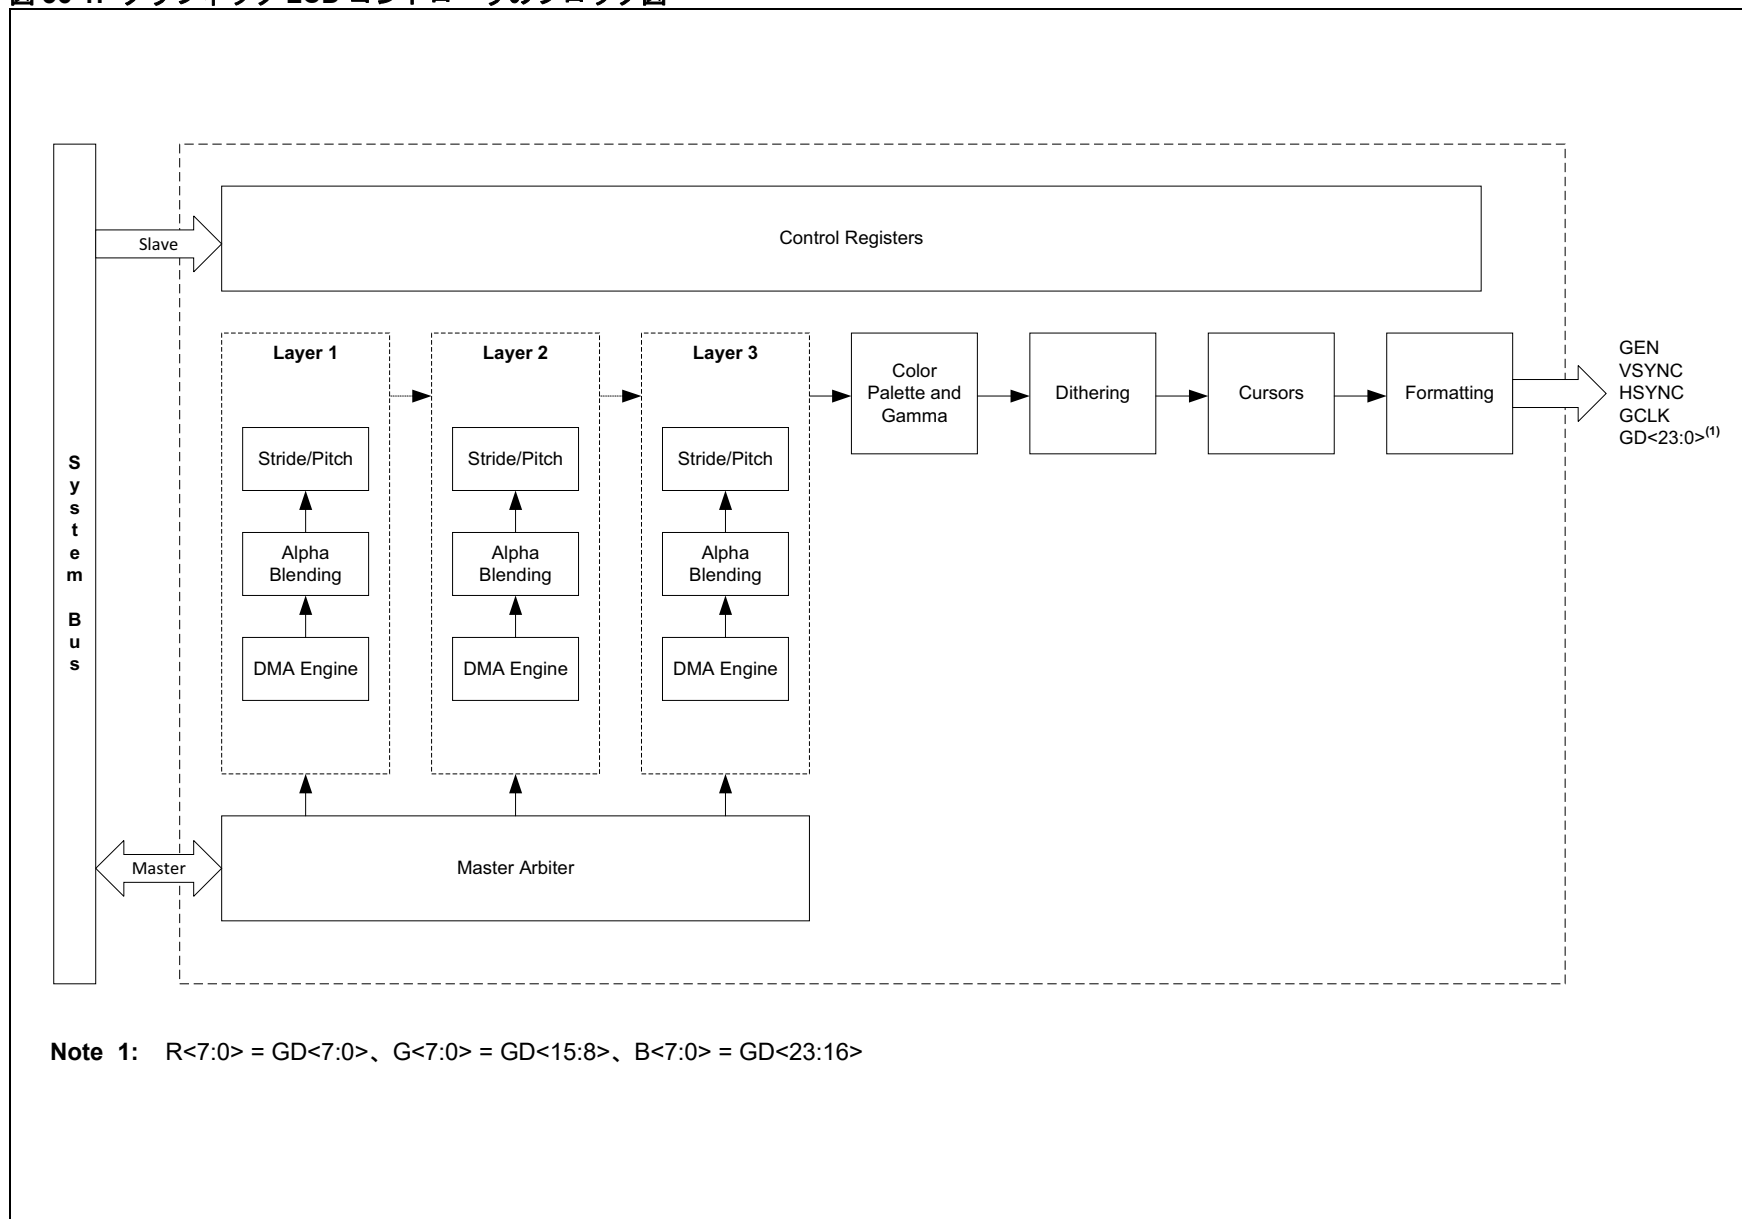 Control Registers
Slave
Layer 1
Layer 2
Layer 3
Color
Palette and
Gamma
Dithering
Cursors
Formatting
GEN
VSYNC
HSYNC
GCLK
GD<23:0>(1)
System Bus
Stride/Pitch
Stride/Pitch
Stride/Pitch
Alpha
Blending
Alpha
Blending
Alpha
Blending
DMA Engine
DMA Engine
DMA Engine
Master
Master Arbiter
Note 1: R<7:0> = GD<7:0>、G<7:0> = GD<15:8>、B<7:0> = GD<23:16>